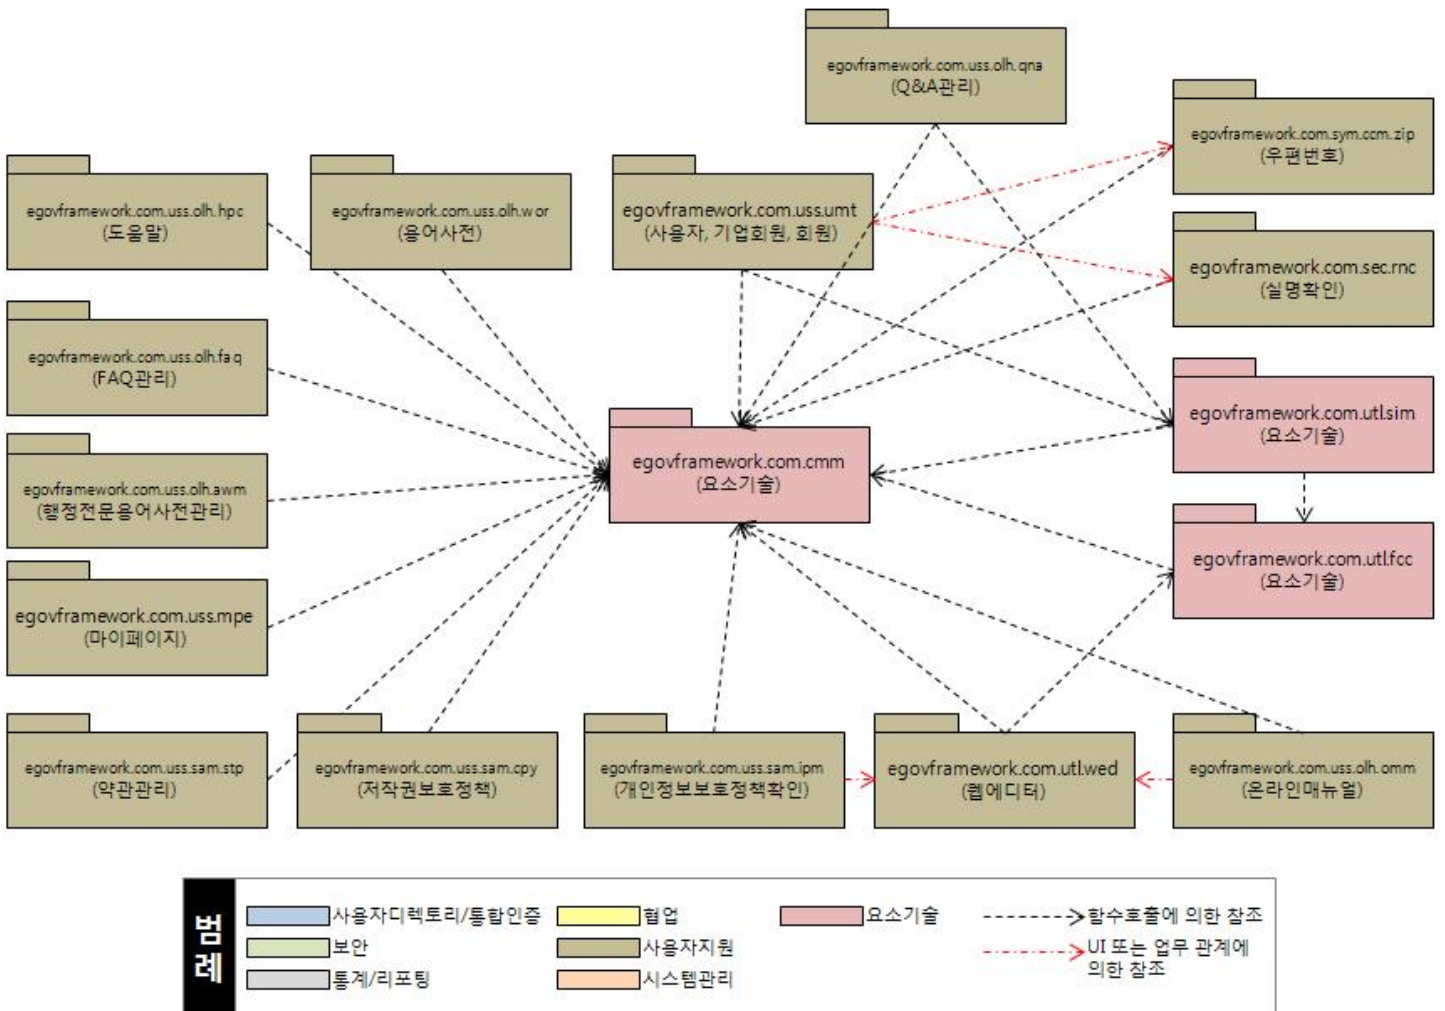 egovframework.com.uss.olh.qna
(Q&A관리)
egovframework.com.sym.ccm.zip
(우편번호)
egovframework.com.uss.olh.hpc
(도움말)
egovframework.com.uss.olh.wor
(용어사전)
egovframework.com.uss.umt
(사용자, 기업회원, 회원)
egovframework.com.sec.rnc
(실명확인)
egovframework.com.uss.olh.faq
(FAQ관리)
egovframework.com.utl.sim
(요소기술)
egovframework.com.cmm
(요소기술)
egovframework.com.uss.olh.awm
(행정전문용어사전관리)
egovframework.com.utl.fcc
(요소기술)
egovframework.com.uss.mpe
(마이페이지)
egovframework.com.uss.sam.stp
(약관관리)
egovframework.com.uss.sam.cpy
(저작권보호정책)
egovframework.com.uss.sam.ipm
(개인정보보호정책확인)
egovframework.com.utl.wed
(웹에디터)
egovframework.com.uss.olh.omm
(온라인매뉴얼)
범례
사용자디렉토리/통합인증
협업
요소기술
함수호출에 의한 참조
보안
사용자지원
UI 또는 업무 관계에
의한 참조
통계/리포팅
시스템관리